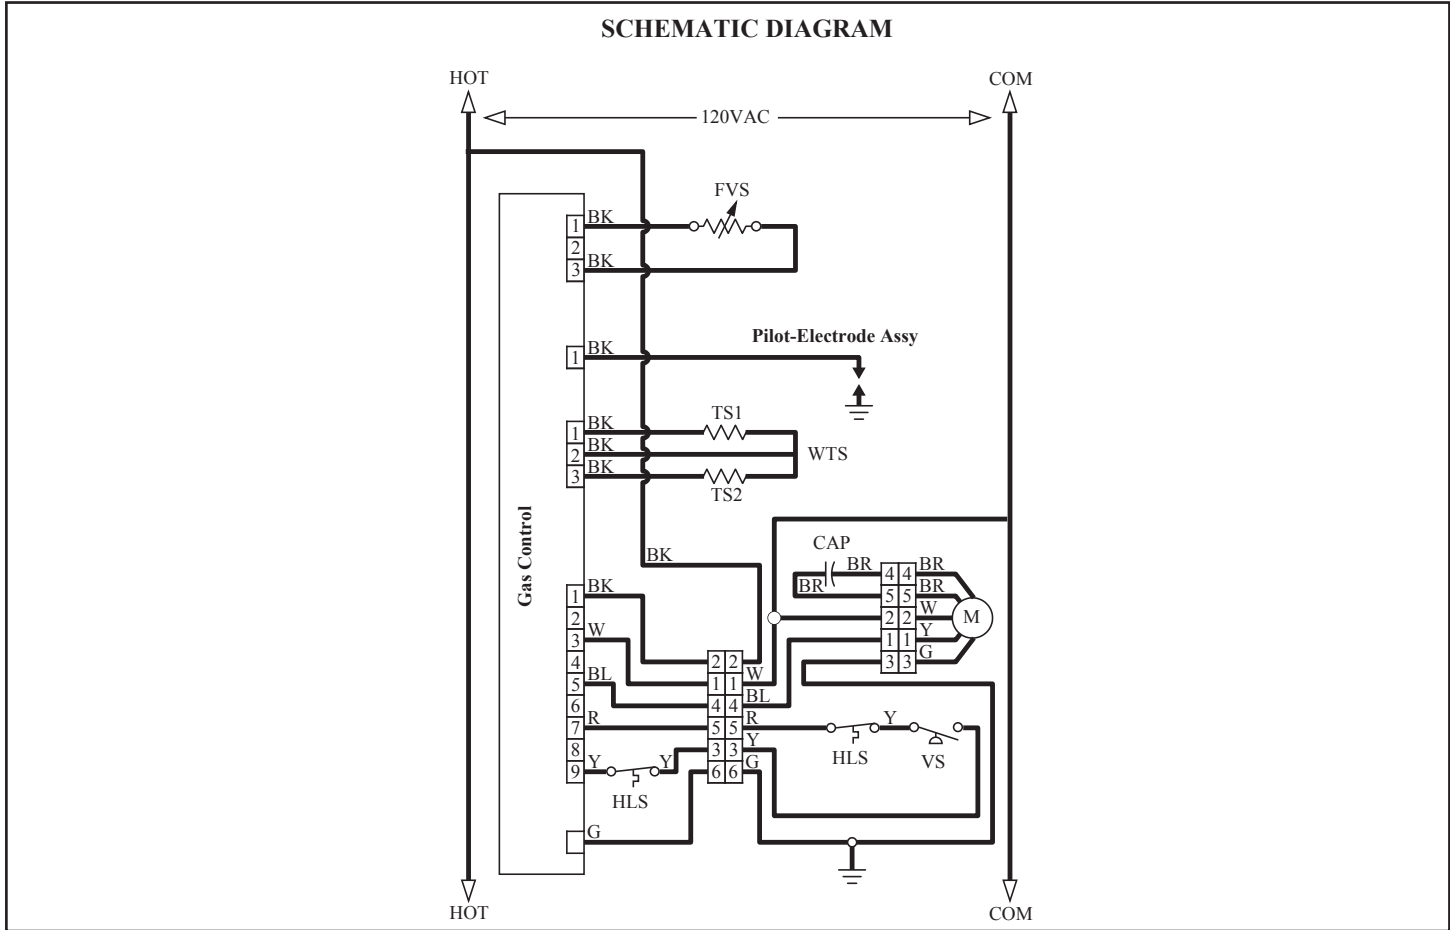 SCHEMATIC DIAGRAM
HOT
COM
120VAC
FVS
1
BK
2
3
BK
Pilot-Electrode Assy
1
BK
TS1
1
BK
2
BK
WTS
3
BK
TS2
Gas Control
BK
CAP
BR
4 4
BR
BR
5 5
BR
2 2
W
M
1 1
Y
3 3
G
1
BK
2
3
W
4
5
BL
6
7
R
8
9
Y
Y
HLS
G
2 2
1 1
W
4 4
BL
5 5
R
3 3
Y
6 6
G
Y
HLS
VS
HOT
COM